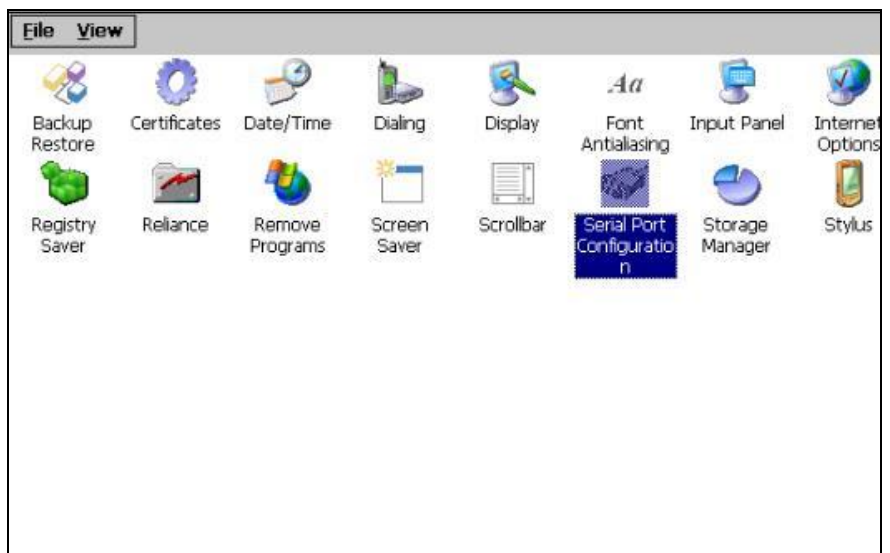 File View
Backup Restore
Certificates
Date/Time
Dialing
Display
Aa
Font Antialiasing
Input Panel
Internet Options
Registry Saver
Reliance
Remove Programs
Screen Saver
Scrollbar
Serial Port Configuratio n
Storage Manager
Stylus